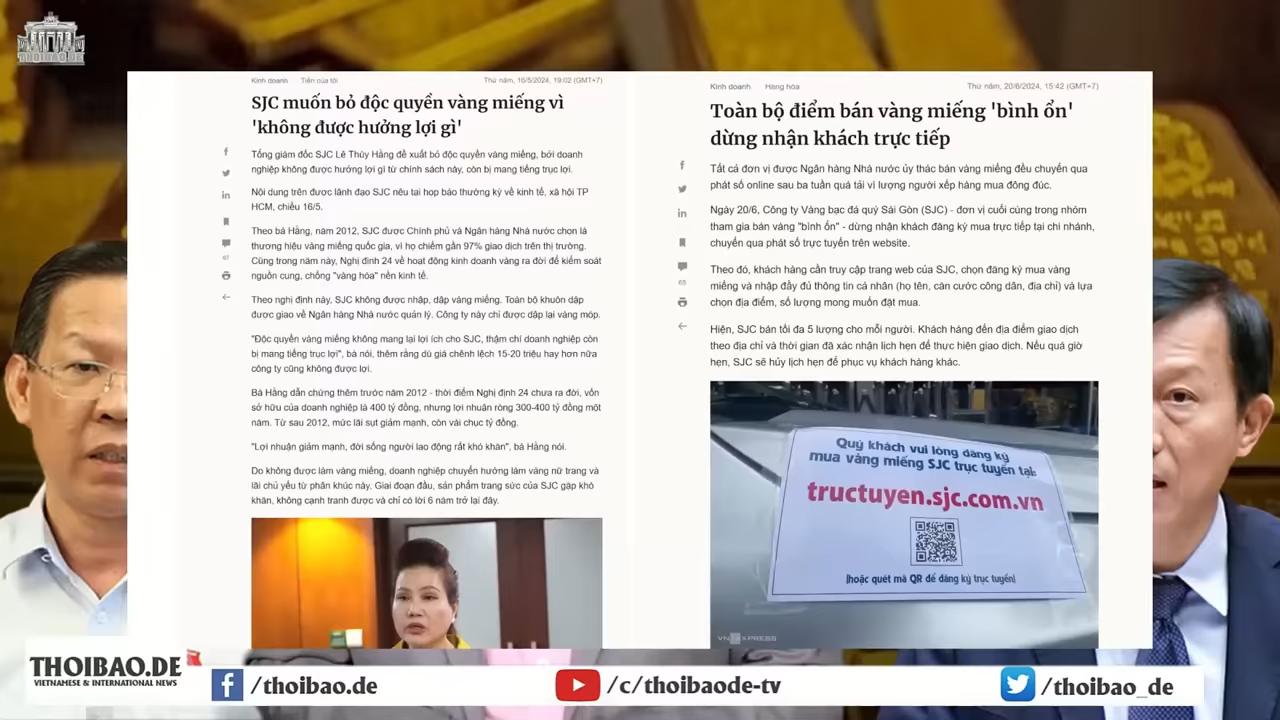 THOIBAO.DE
Kinh doanh Tiền của tôi Thứ năm, 16/5/2024, 19:02 (GMT+7)
SJC muốn bỏ độc quyền vàng miếng vì
'không được hưởng lợi gì'
Tổng giám đốc SJC Lê Thúy Hằng đề xuất bỏ độc quyền vàng miếng, bởi doanh
nghiệp không được hưởng lợi gì từ chính sách này, còn bị mang tiếng trục lợi.
Nội dung trên được lãnh đạo SJC nêu tại họp báo thường kỳ về kinh tế, xã hội TP
HCM, chiều 16/5.
Theo bà Hằng, năm 2012, SJC được Chính phủ và Ngân hàng Nhà nước chọn là
thương hiệu vàng miếng quốc gia, vì họ chiếm gần 97% giao dịch trên thị trường.
Cũng trong năm này, Nghị định 24 về hoạt động kinh doanh vàng ra đời để kiểm soát
nguồn cung, chống "vàng hóa" nền kinh tế.
Theo nghị định này, SJC không được nhập, dập vàng miếng. Toàn bộ khuôn dập
được giao về Ngân hàng Nhà nước quản lý. Công ty này chỉ được dập lại vàng móp.
"Độc quyền vàng miếng không mang lại lợi ích cho SJC, thậm chí doanh nghiệp còn
bị mang tiếng trục lợi", bà nói, thêm rằng dù giá chênh lệch 15-20 triệu hay hơn nữa
công ty cũng không được lợi.
Bà Hằng dẫn chứng thêm trước năm 2012 - thời điểm Nghị định 24 chưa ra đời, vốn
sở hữu của doanh nghiệp là 400 tỷ đồng, nhưng lợi nhuận ròng 300-400 tỷ đồng một
năm. Từ sau 2012, mức lãi sụt giảm mạnh, còn vài chục tỷ đồng.
"Lợi nhuận giảm mạnh, đời sống người lao động rất khó khăn", bà Hằng nói.
Do không được làm vàng miếng, doanh nghiệp chuyển hướng làm vàng nữ trang và
lãi chủ yếu từ phân khúc này. Giai đoạn đầu, sản phẩm trang sức của SJC gặp khó
khăn, không cạnh tranh được và chỉ có lời 6 năm trở lại đây.
Kinh doanh Hàng hóa Thứ năm, 20/6/2024, 15:42 (GMT+7)
Toàn bộ điểm bán vàng miếng 'bình ổn'
dừng nhận khách trực tiếp
Tất cả đơn vị được Ngân hàng Nhà nước ủy thác bán vàng miếng đều chuyển qua
phát số online sau ba tuần quá tải vì lượng người xếp hàng mua đông đúc.
Ngày 20/6, Công ty Vàng bạc đá quý Sài Gòn (SJC) - đơn vị cuối cùng trong nhóm
tham gia bán vàng "bình ổn" - dừng nhận khách đăng ký mua trực tiếp tại chi nhánh,
chuyển qua phát số trực tuyến trên website.
Theo đó, khách hàng cần truy cập trang web của SJC, chọn đăng ký mua vàng
miếng và nhập đầy đủ thông tin cá nhân (họ tên, căn cước công dân, địa chỉ) và lựa
chọn địa điểm, số lượng mong muốn đặt mua.
Hiện, SJC bán tối đa 5 lượng cho mỗi người. Khách hàng đến địa điểm giao dịch
theo địa chỉ và thời gian đã xác nhận lịch hẹn để thực hiện giao dịch. Nếu quá giờ
hẹn, SJC sẽ hủy lịch hẹn để phục vụ khách hàng khác.
Quý khách vui lòng đăng ký
mua vàng miếng SJC trực tuyến tại:
tructuyen.sjc.com.vn
(hoặc quét mã QR để đăng ký trực tuyến)
VNEXPRESS
THOIBAO.DE
VIETNAMESE & INTERNATIONAL NEWS
/thoibao.de
/c/thoibaode-tv
/thoibao_de